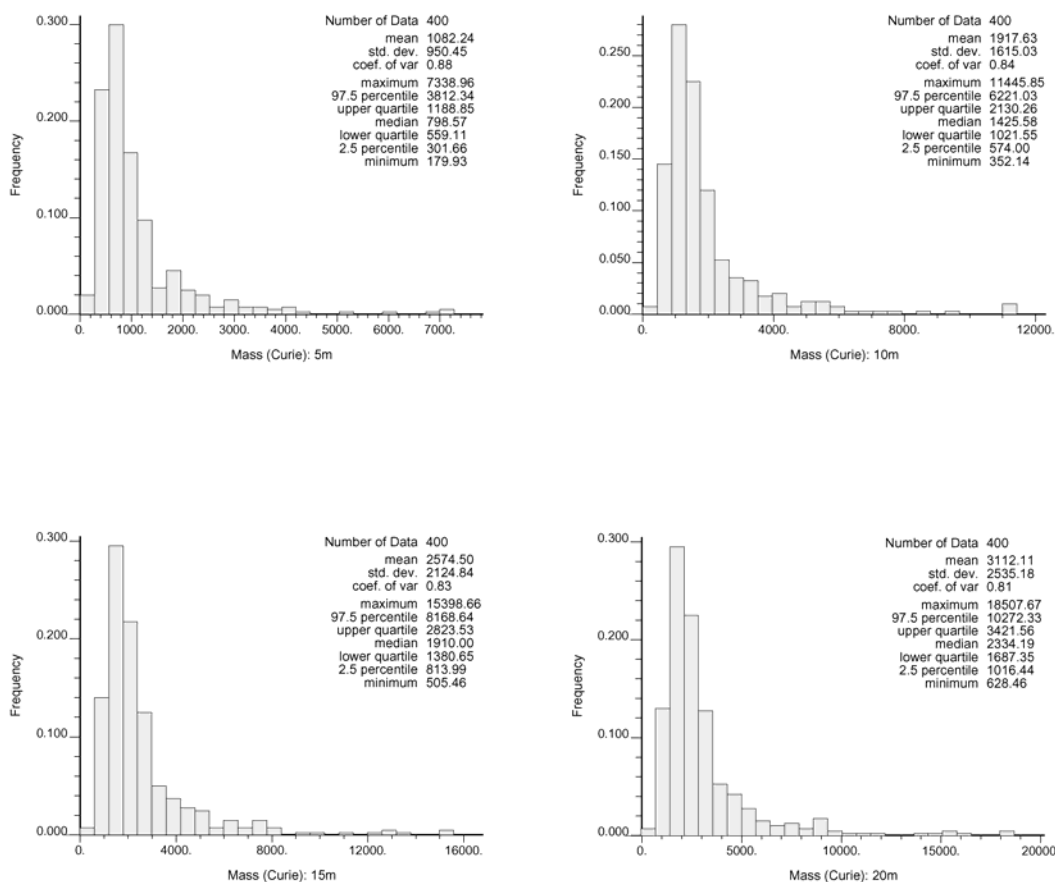 Number of Data 400
mean 1082.24
std. dev. 950.45
coef. of var 0.88
maximum 7338.96
97.5 percentile 3812.34
upper quartile 1188.85
median 798.57
lower quartile 559.11
2.5 percentile 301.66
minimum 179.93
Frequency
0.300
0.200
0.100
0.000
0. 1000. 2000. 3000. 4000. 5000. 6000. 7000.
Mass (Curie): 5m
Number of Data 400
mean 1917.63
std. dev. 1615.03
coef. of var 0.84
maximum 11445.85
97.5 percentile 6221.03
upper quartile 2130.26
median 1425.58
lower quartile 1021.55
2.5 percentile 574.00
minimum 352.14
Frequency
0.250
0.200
0.150
0.100
0.050
0.000
0. 4000. 8000. 12000.
Mass (Curie): 10m
Number of Data 400
mean 2574.50
std. dev. 2124.84
coef. of var 0.83
maximum 15398.66
97.5 percentile 8168.64
upper quartile 2823.53
median 1910.00
lower quartile 1380.65
2.5 percentile 813.99
minimum 505.46
Frequency
0.300
0.200
0.100
0.000
0. 4000. 8000. 12000. 16000.
Mass (Curie): 15m
Number of Data 400
mean 3112.11
std. dev. 2535.18
coef. of var 0.81
maximum 18507.67
97.5 percentile 10272.33
upper quartile 3421.56
median 2334.19
lower quartile 1687.35
2.5 percentile 1016.44
minimum 628.46
Frequency
0.300
0.200
0.100
0.000
0. 5000. 10000. 15000. 20000.
Mass (Curie): 20m